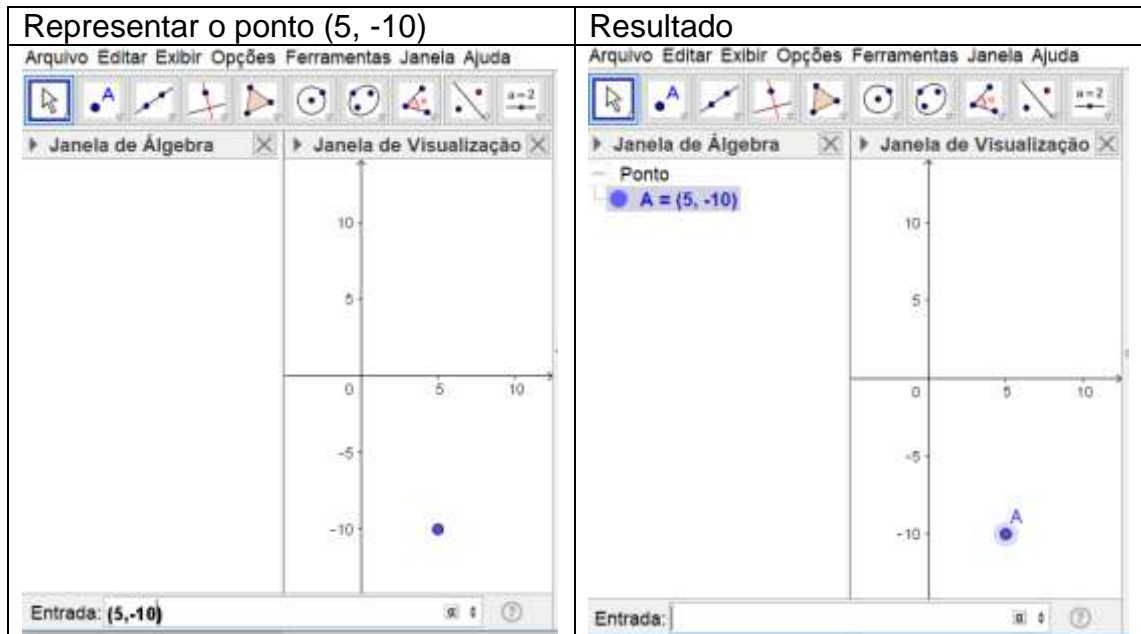 Representar o ponto (5, -10)
Arquivo Editar Exibir Opções Ferramentas Janela Ajuda
A
a=2
Janela de Álgebra
Janela de Visualização
10
5
0
5
10
-5
-10
Entrada: (5,-10)
α
?
Resultado
Arquivo Editar Exibir Opções Ferramentas Janela Ajuda
A
a=2
Janela de Álgebra
Janela de Visualização
Ponto
A = (5, -10)
10
5
0
5
10
-5
-10
A
Entrada:
α
?